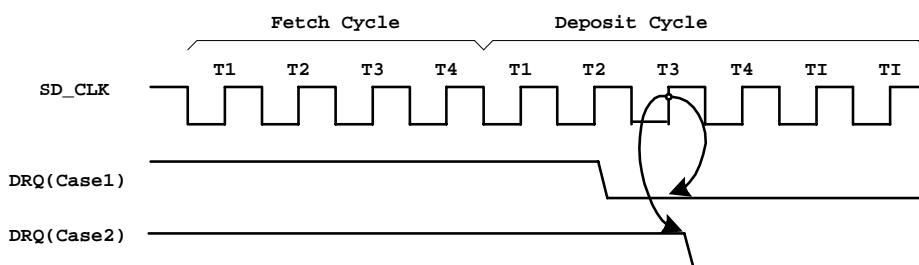 Fetch Cycle Deposit Cycle
T1 T2 T3 T4 T1 T2 T3 T4 TI TI
SD_CLK
DRQ(Case1)
DRQ(Case2)